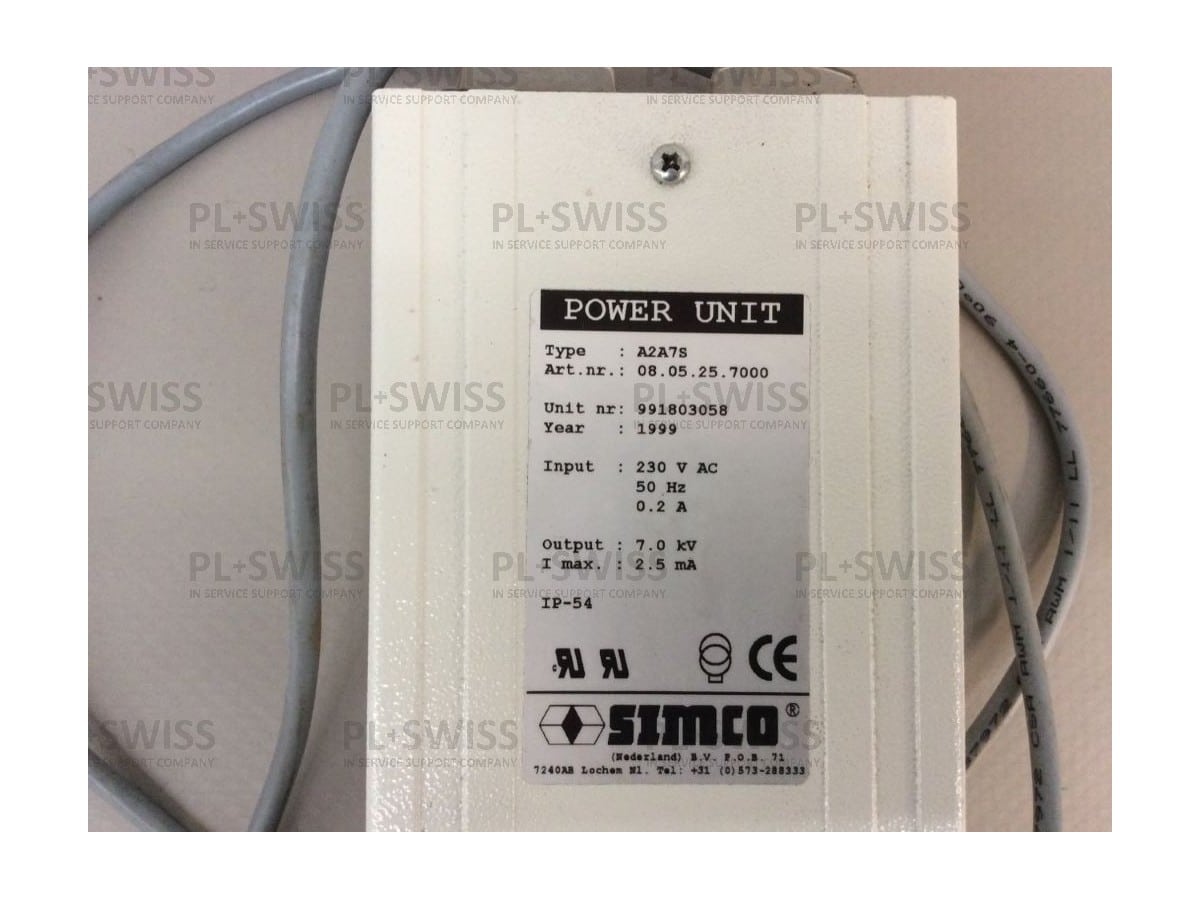 POWER UNIT
Type : A2A7S
Art.nr.: 08.05.25.7000
Unit nr: 991803058
Year : 1999
Input : 230 V AC
50 Hz
0.2 A
Output : 7.0 kV
I max. : 2.5 mA
IP-54
CE
SIMCO®
(Nederland) B.V. P.O.B. 71
7240AB Lochem Nl. Tel: +31 (0)573-288333
PL+SWISS
IN SERVICE SUPPORT COMPANY